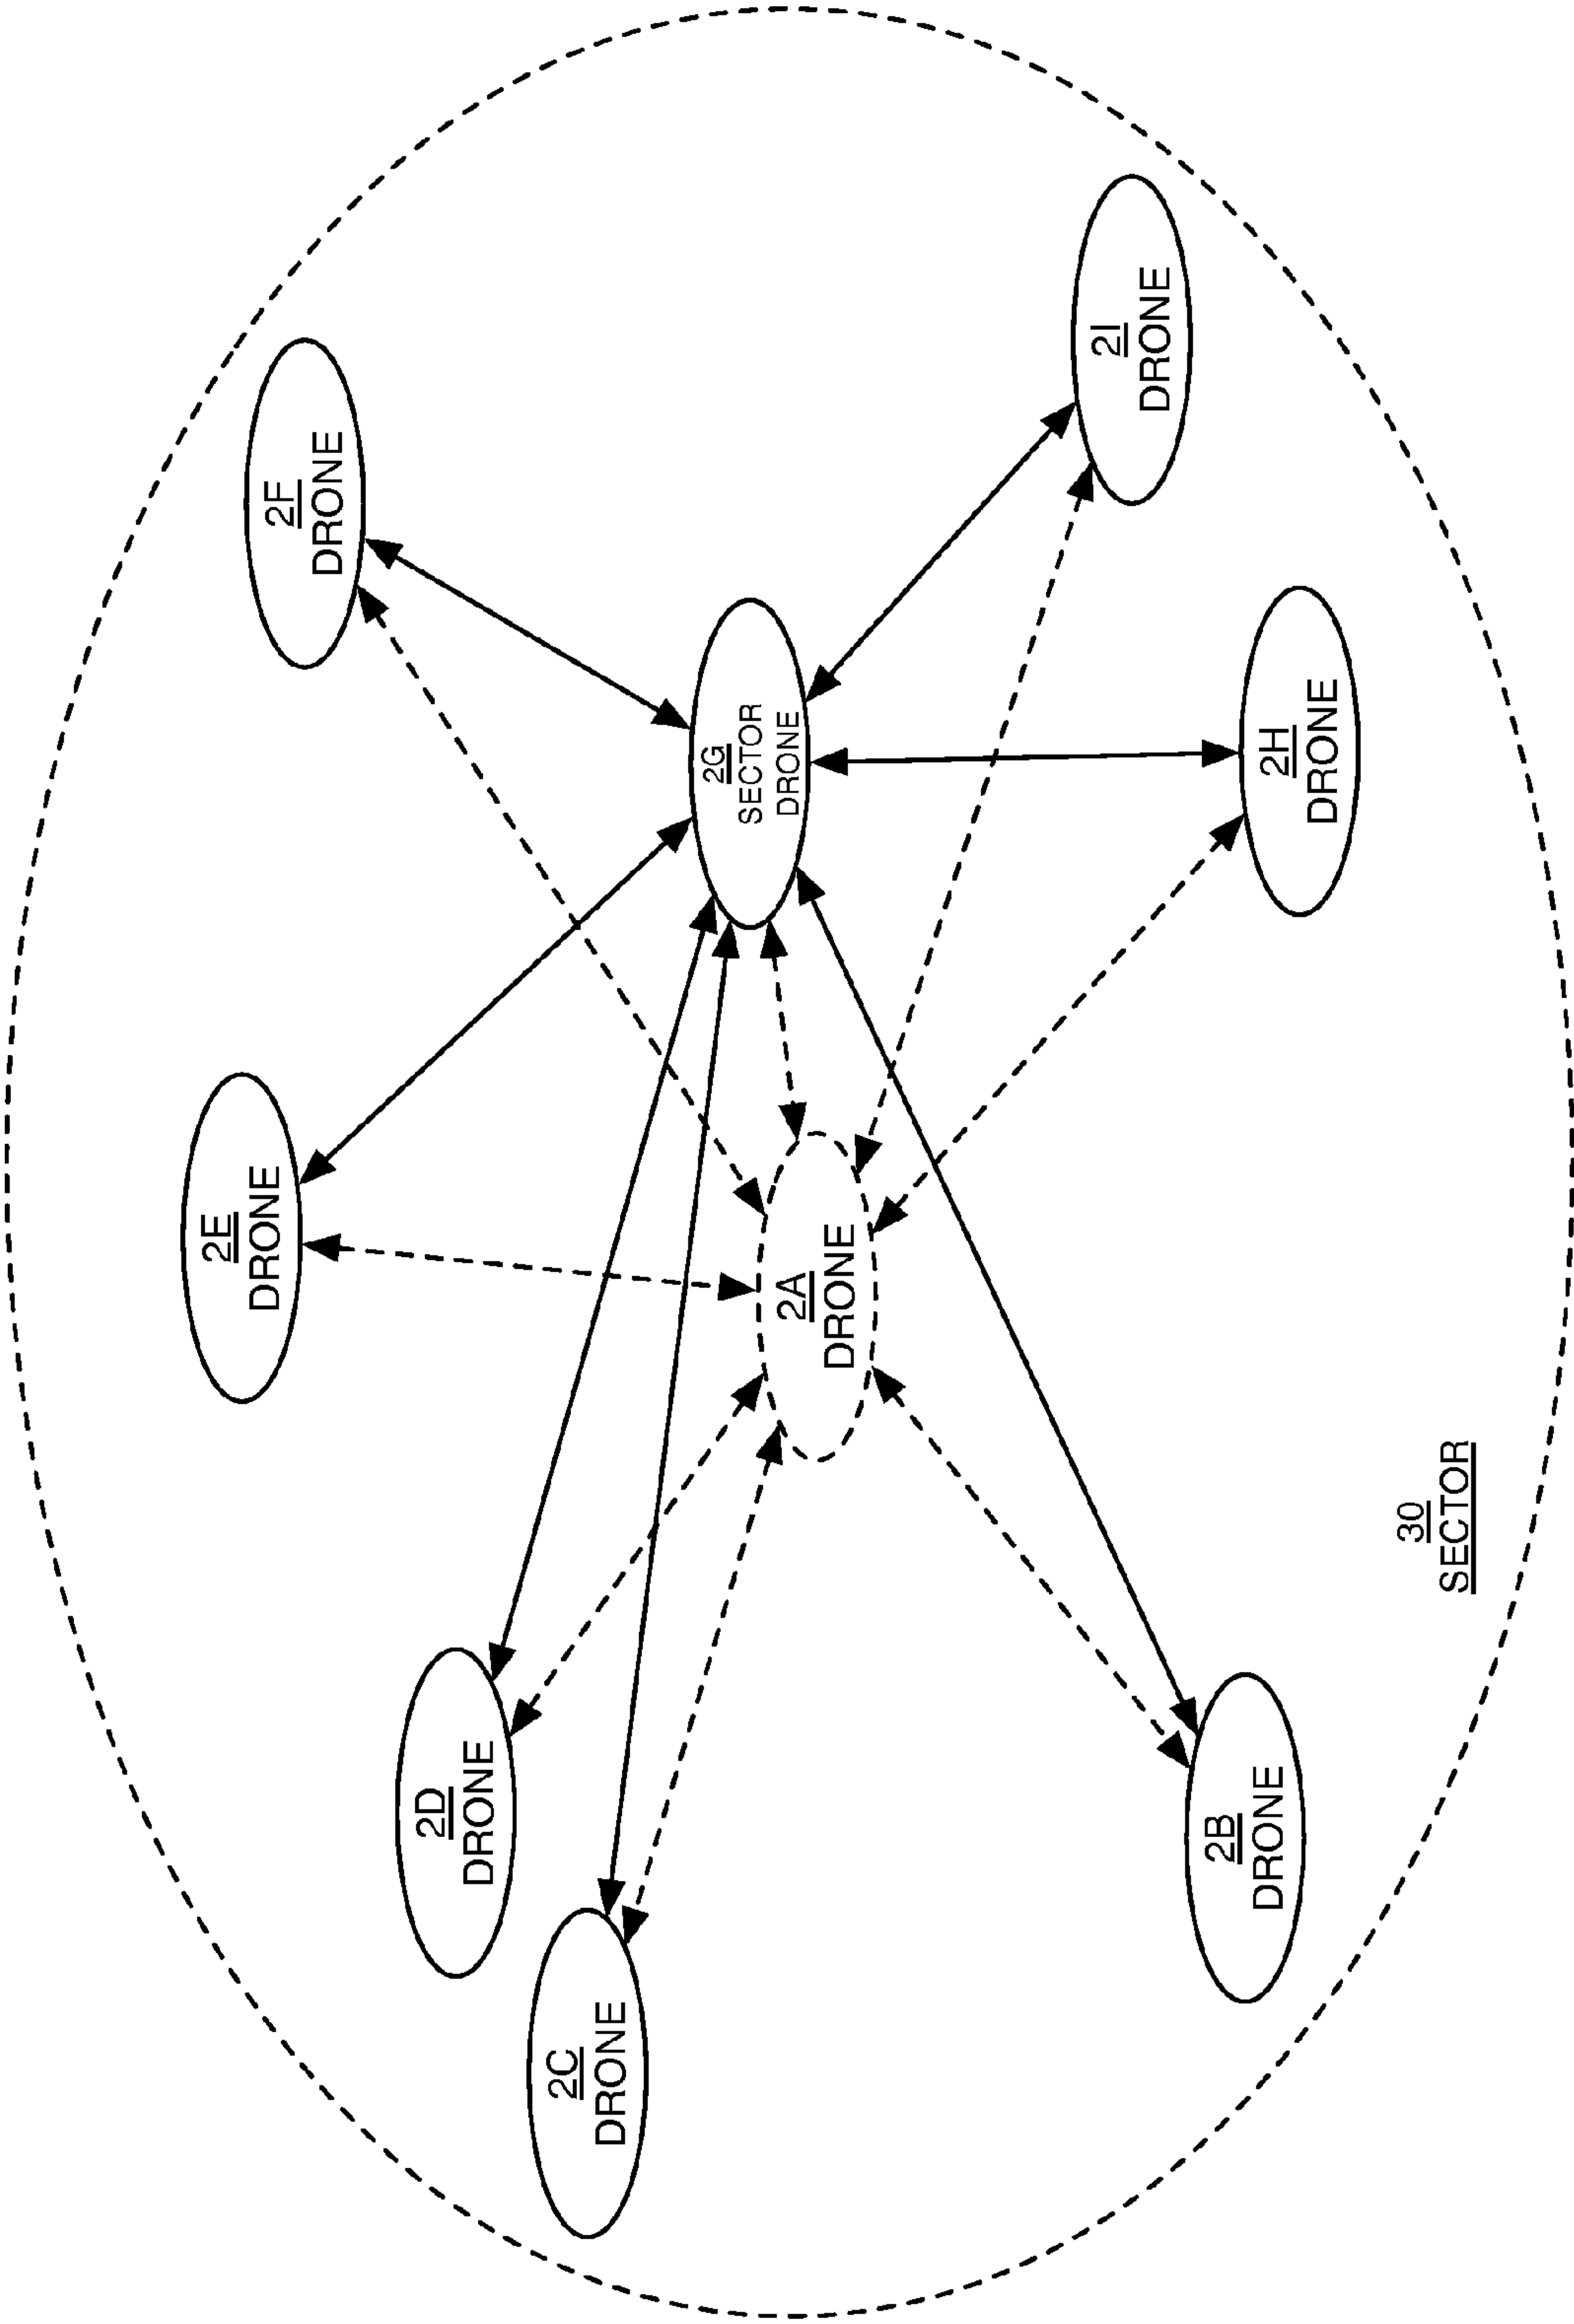 2F
DRONE
2I
DRONE
2E
DRONE
2G
SECTOR
DRONE
2H
DRONE
2A
DRONE
2D
DRONE
2C
DRONE
2B
DRONE
30
SECTOR